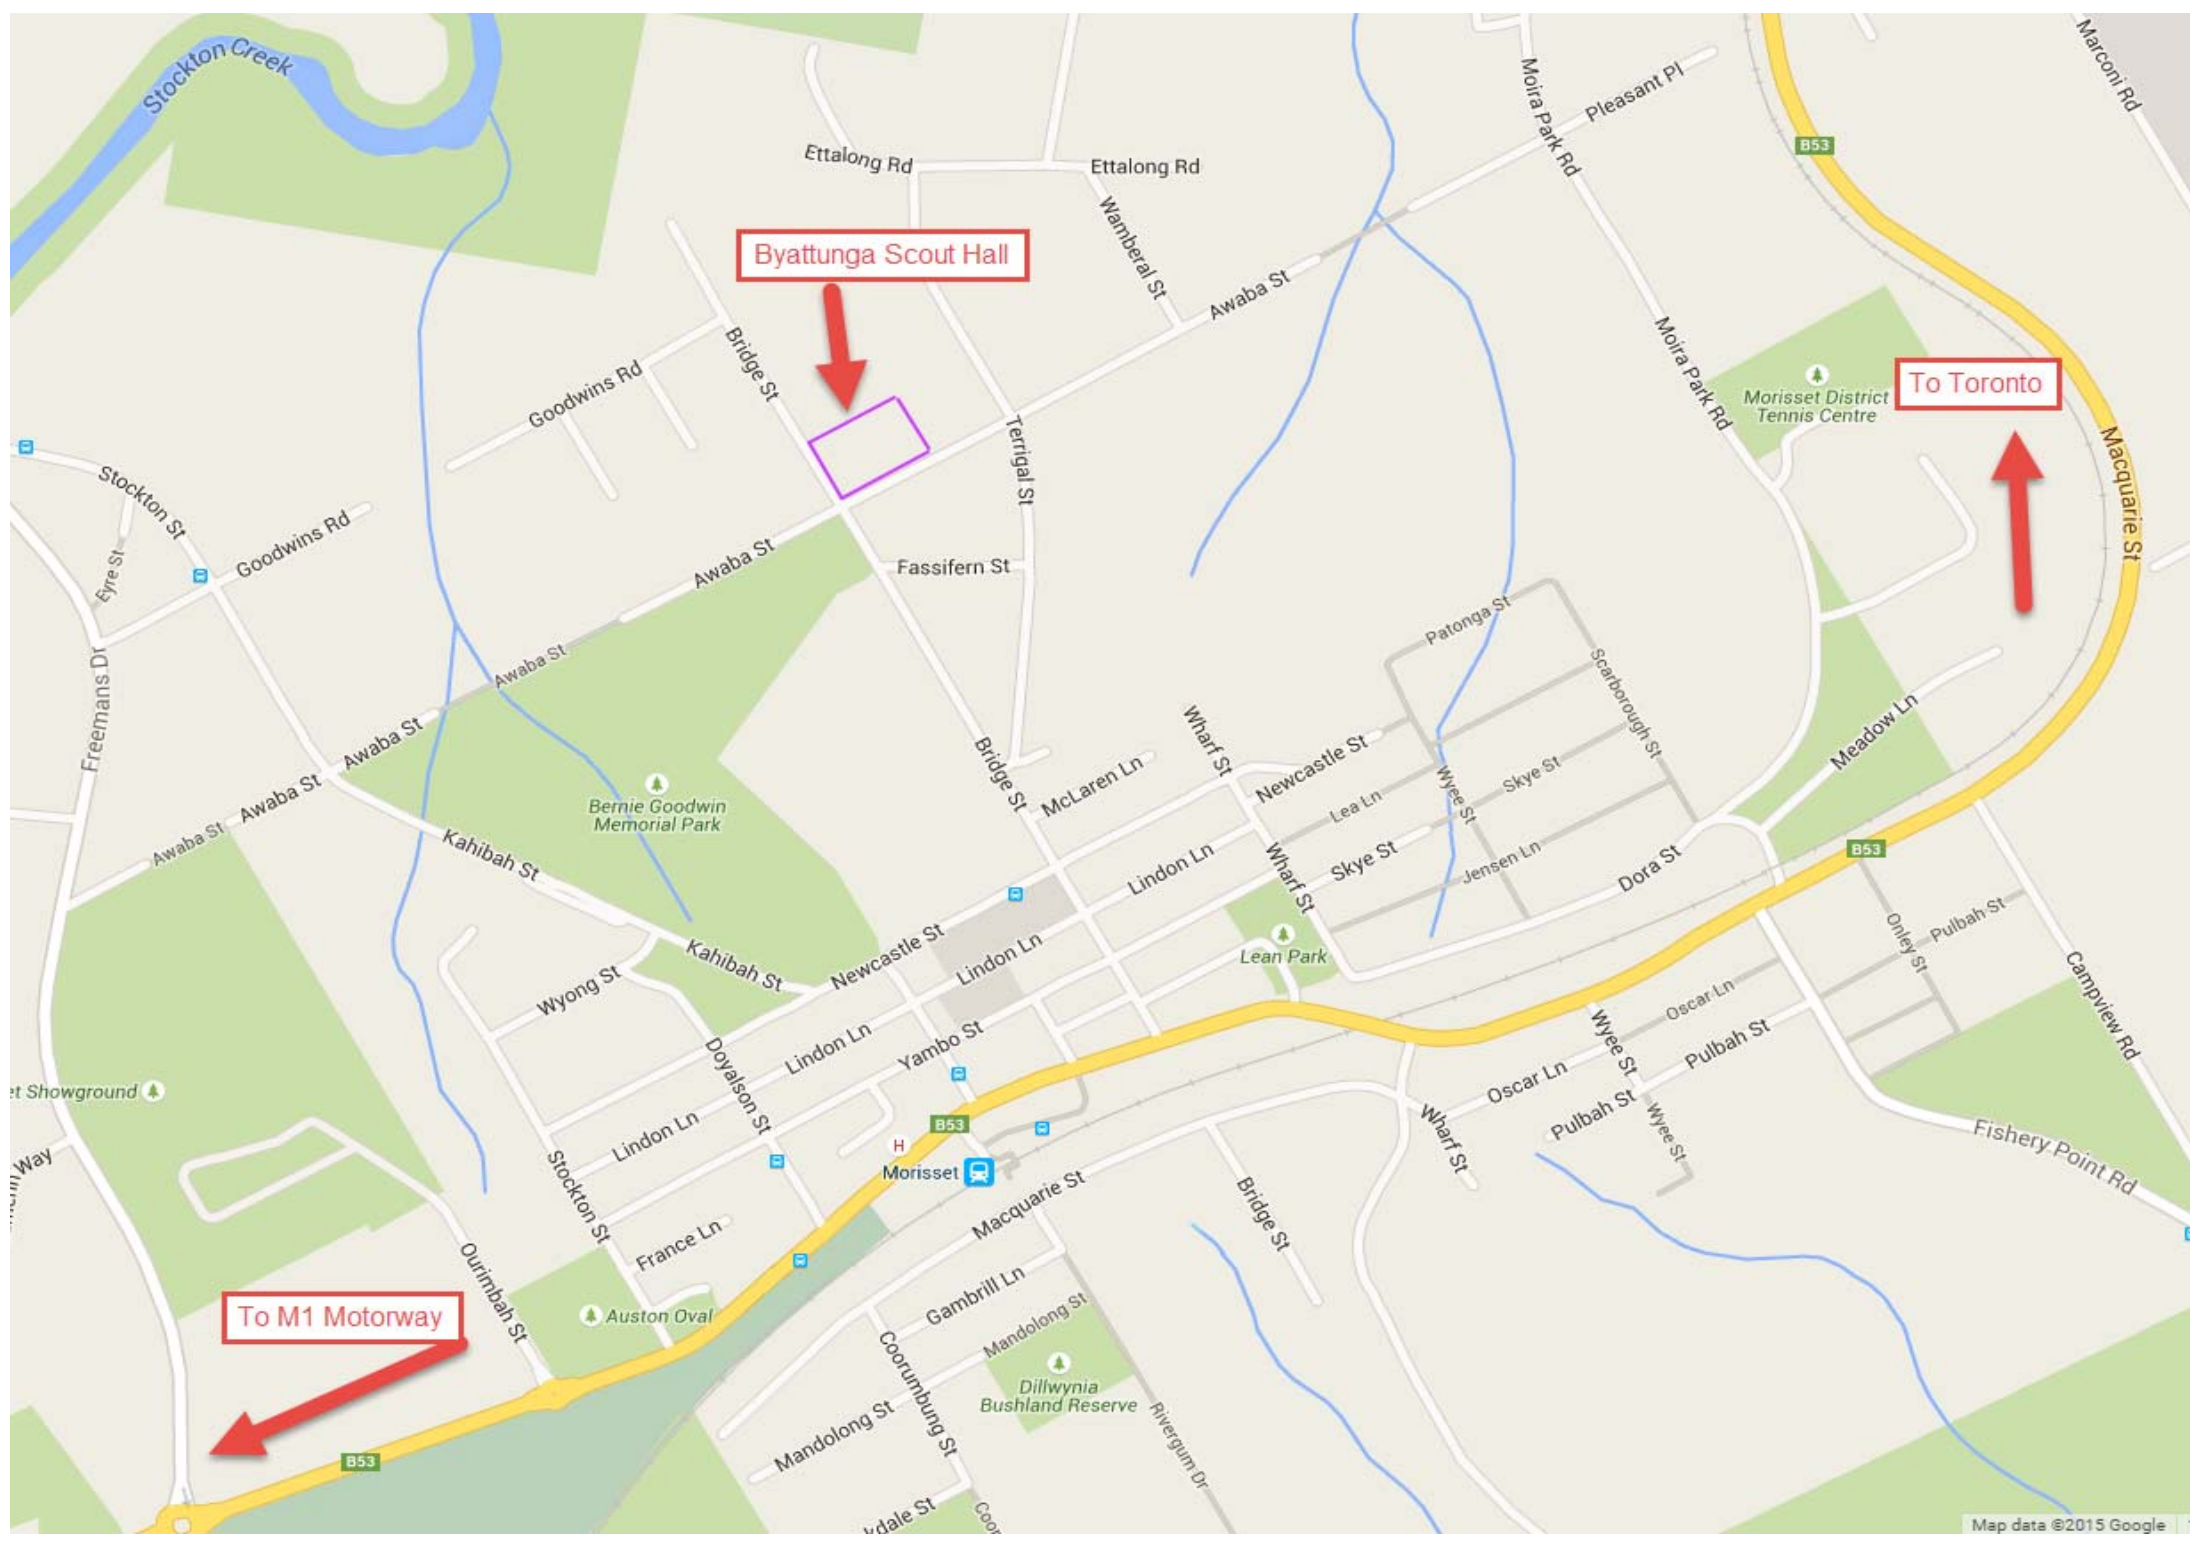 Stockton Creek
Marconi Rd
Moira Park Rd
Pleasant Pl
B53
Ettalong Rd
Ettalong Rd
Wamberal St
Byattunga Scout Hall
Awaba St
Bridge St
Moira Park Rd
Goodwins Rd
Morisset District
Tennis Centre
To Toronto
Terrigal St
Macquarie St
Stockton St
Goodwins Rd
Eyre St
Awaba St
Fassifern St
Patonga St
Awaba St
Scarborough St
Freemans Dr
Awaba St
Wharf St
Newcastle St
Meadow Ln
Bridge St
McLaren Ln
Skye St
Wyee St
Lea Ln
Awaba St
Bernie Goodwin
Memorial Park
Awaba St
Kahibah St
Lindon Ln
Wharf St
Skye St
Jensen Ln
Dora St
B53
Onley St
Pulbah St
Newcastle St
Lindon Ln
Lean Park
Kahibah St
Wyong St
Campview Rd
Oscar Ln
Lindon Ln
Yambo St
Doyalson St
Wyee St
Pulbah St
et Showground
Oscar Ln
Lindon Ln
B53
H
Morisset
Wharf St
Pulbah St
Wyee St
Fishery Point Rd
Way
Stockton St
Macquarie St
Bridge St
France Ln
Ourimbah St
To M1 Motorway
Auston Oval
Gambrill Ln
Mandolong St
Coorumbung St
Dillwynia
Bushland Reserve
Mandolong St
Rivergum Dr
B53
kdale St
Coor
Map data ©2015 Google